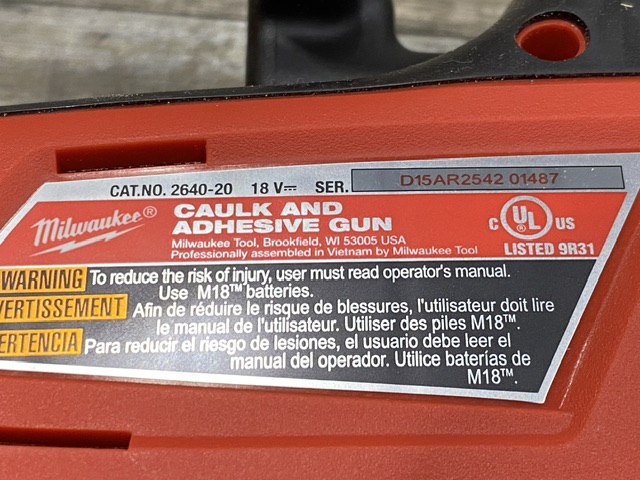 CAT.NO. 2640-20 18 V⎓ SER. D15AR2542 01487
Milwaukee®
CAULK AND
ADHESIVE GUN
Milwaukee Tool, Brookfield, WI 53005 USA
Professionally assembled in Vietnam by Milwaukee Tool
C UL US
LISTED 9R31
WARNING To reduce the risk of injury, user must read operator's manual.
Use M18™ batteries.
VERTISSEMENT Afin de réduire le risque de blessures, l'utilisateur doit lire
le manual de l'utilisateur. Utiliser des piles M18™.
ERTENCIA Para reducir el riesgo de lesiones, el usuario debe leer el
manual del operador. Utilice baterías de
M18™.